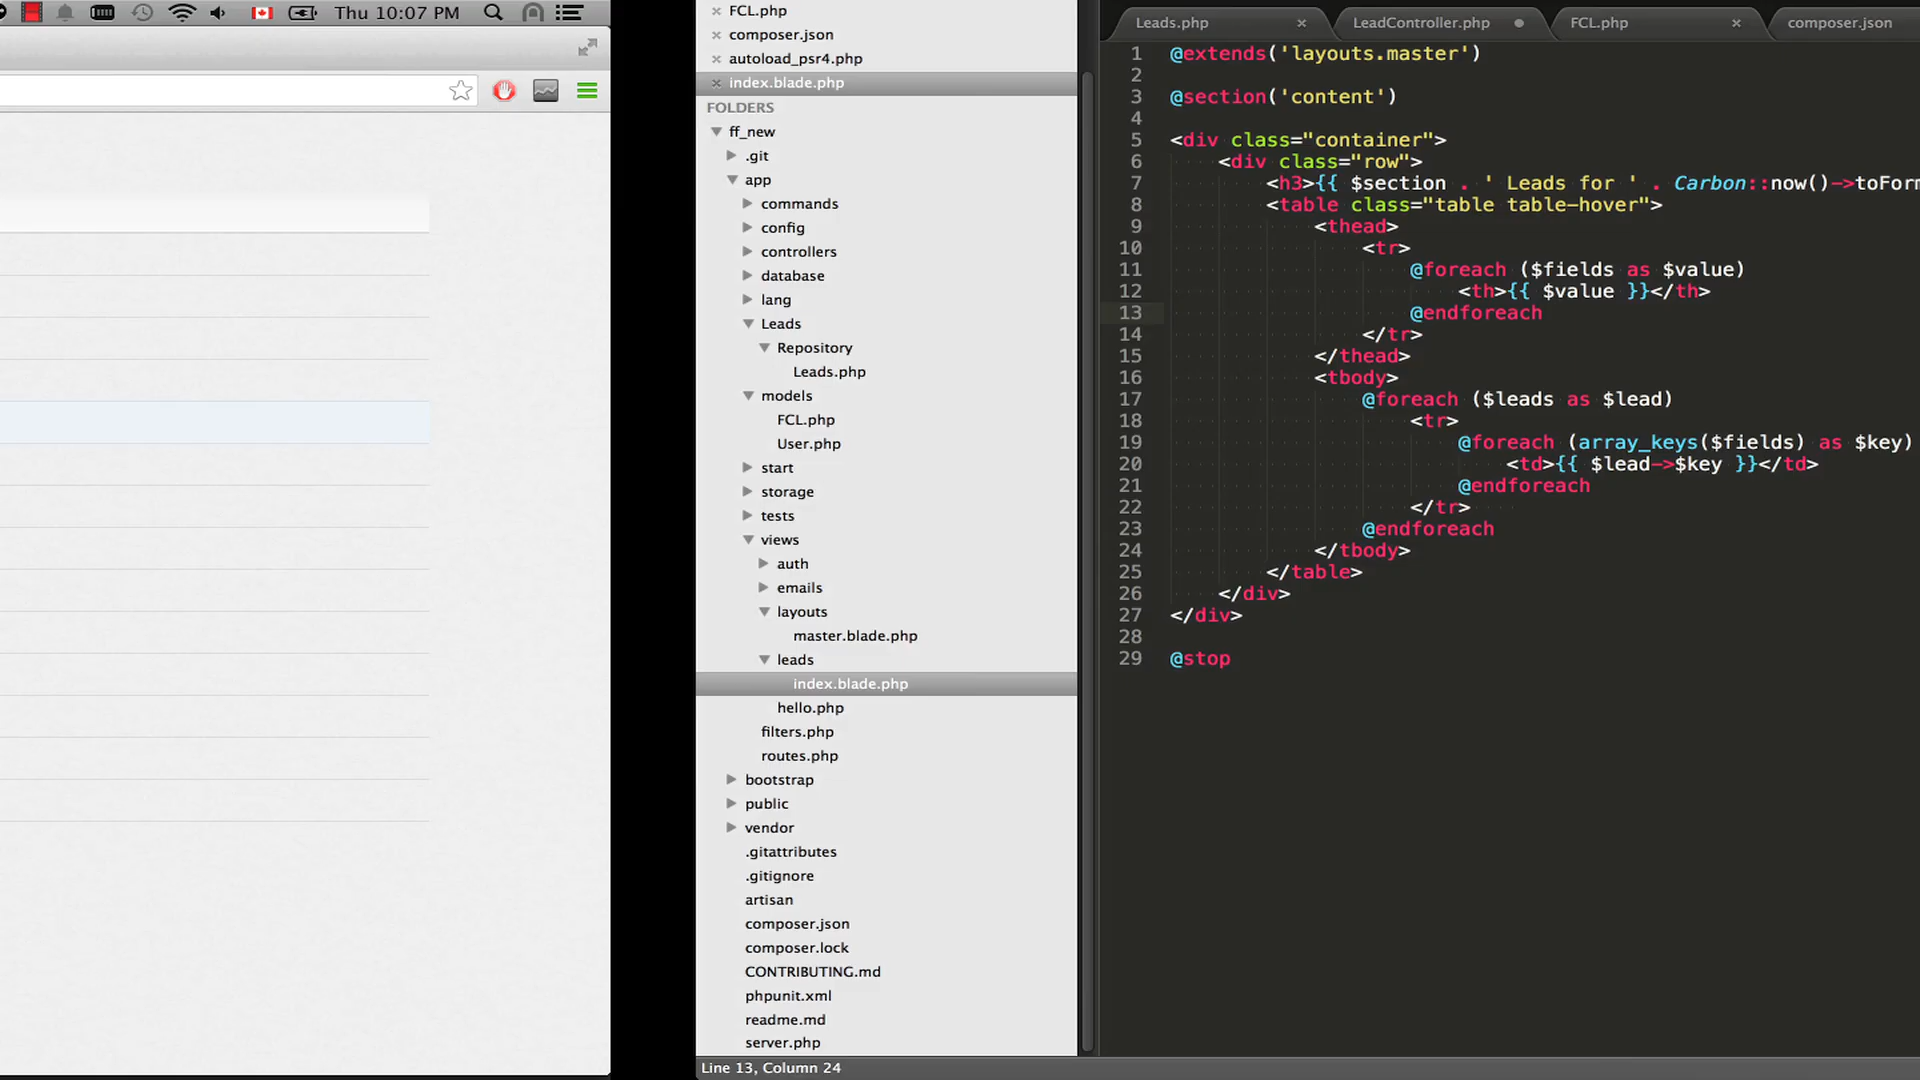 Thu 10:07 PM
FCL.php
composer.json
autoload_psr4.php
index.blade.php
FOLDERS
ff_new
.git
app
commands
config
controllers
database
lang
Leads
Repository
Leads.php
models
FCL.php
User.php
start
storage
tests
views
auth
emails
layouts
master.blade.php
leads
index.blade.php
hello.php
filters.php
routes.php
bootstrap
public
vendor
.gitattributes
.gitignore
artisan
composer.json
composer.lock
CONTRIBUTING.md
phpunit.xml
readme.md
server.php
Line 13, Column 24
Leads.php LeadController.php FCL.php composer.json
1 @extends('layouts.master')
2
3 @section('content')
4
5 <div class="container">
6 <div class="row">
7 <h3>{{ $section . ' Leads for ' . Carbon::now()->toForm
8 <table class="table table-hover">
9 <thead>
10 <tr>
11 @foreach ($fields as $value)
12 <th>{{ $value }}</th>
13 @endforeach
14 </tr>
15 </thead>
16 <tbody>
17 @foreach ($leads as $lead)
18 <tr>
19 @foreach (array_keys($fields) as $key)
20 <td>{{ $lead->$key }}</td>
21 @endforeach
22 </tr>
23 @endforeach
24 </tbody>
25 </table>
26 </div>
27 </div>
28
29 @stop